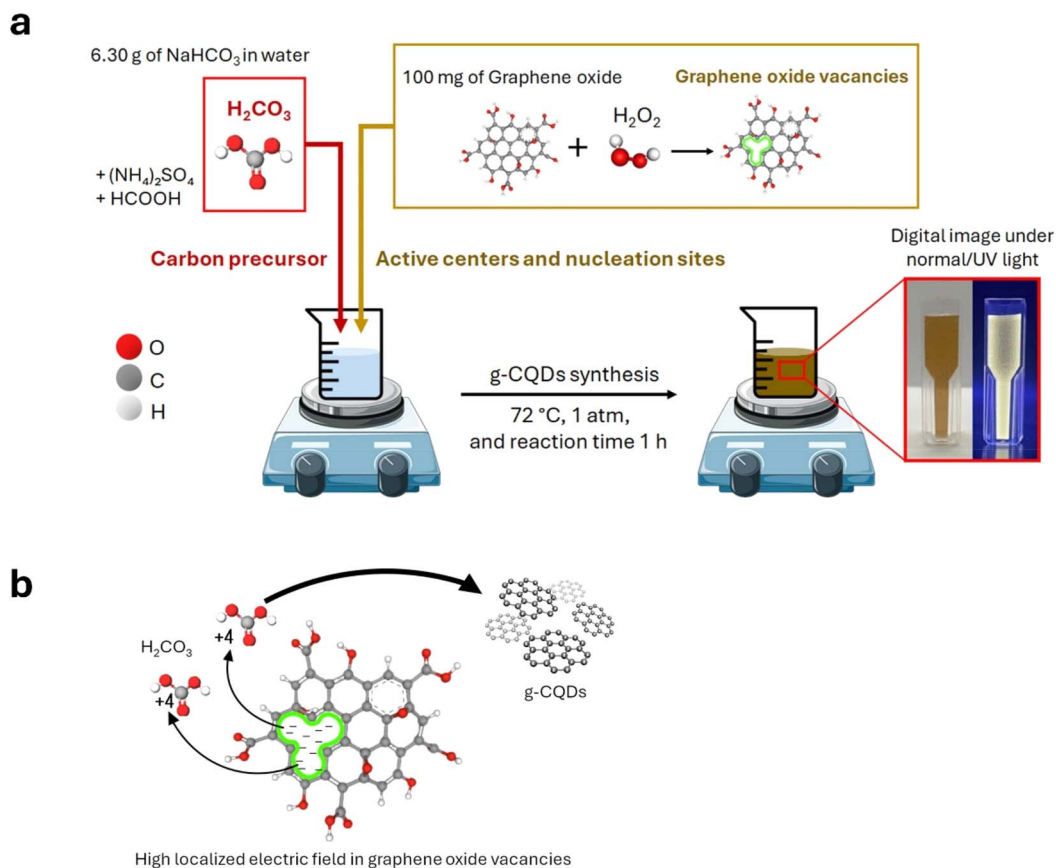 a
6.30 g of NaHCO₃ in water
H₂CO₃
+ (NH₄)₂SO₄
+ HCOOH
100 mg of Graphene oxide
Graphene oxide vacancies
+
H₂O₂
Carbon precursor
Active centers and nucleation sites
Digital image under
normal/UV light
O
C
H
g-CQDs synthesis
72 °C, 1 atm,
and reaction time 1 h
b
+4
H₂CO₃
+4
g-CQDs
High localized electric field in graphene oxide vacancies